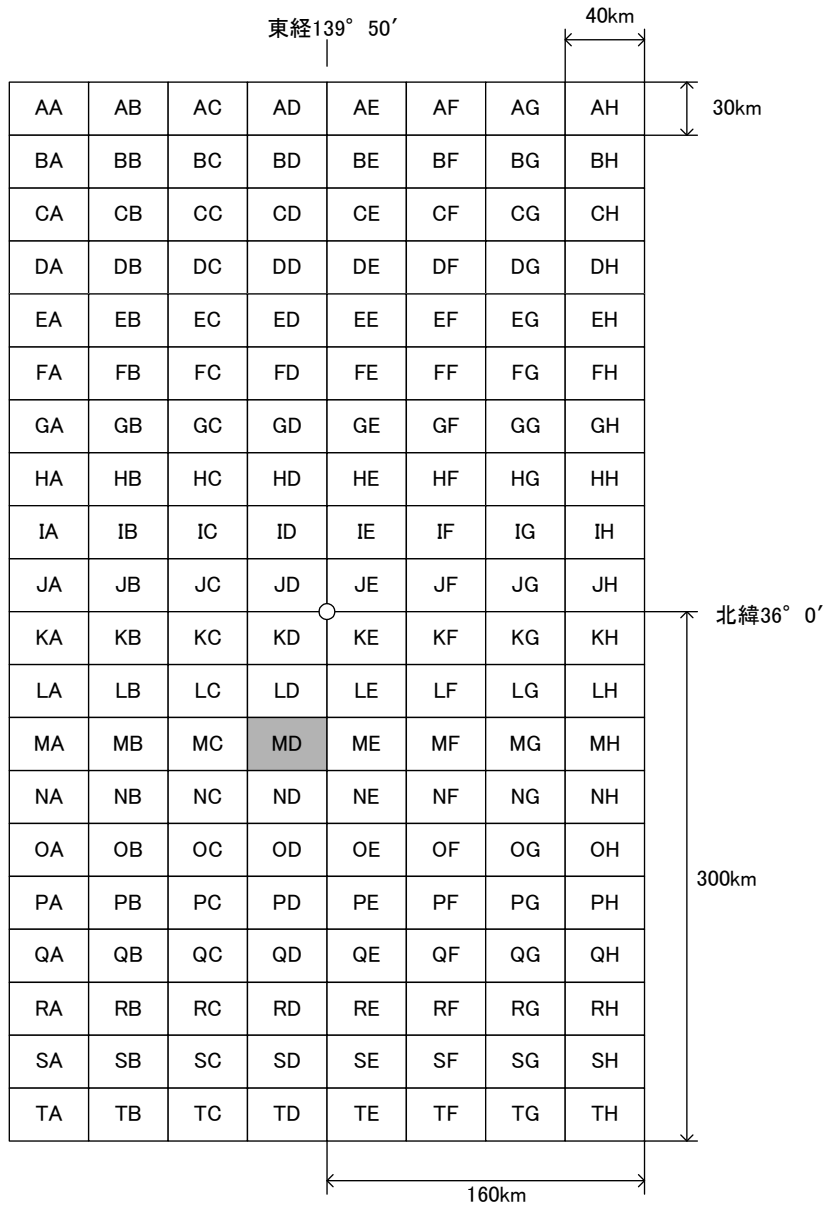 40km
東経139°50′
AA AB AC AD AE AF AG AH
30km
BA BB BC BD BE BF BG BH
CA CB CC CD CE CF CG CH
DA DB DC DD DE DF DG DH
EA EB EC ED EE EF EG EH
FA FB FC FD FE FF FG FH
GA GB GC GD GE GF GG GH
HA HB HC HD HE HF HG HH
IA IB IC ID IE IF IG IH
JA JB JC JD JE JF JG JH
北緯36°0′
KA KB KC KD KE KF KG KH
LA LB LC LD LE LF LG LH
MA MB MC MD ME MF MG MH
NA NB NC ND NE NF NG NH
OA OB OC OD OE OF OG OH
300km
PA PB PC PD PE PF PG PH
QA QB QC QD QE QF QG QH
RA RB RC RD RE RF RG RH
SA SB SC SD SE SF SG SH
TA TB TC TD TE TF TG TH
160km